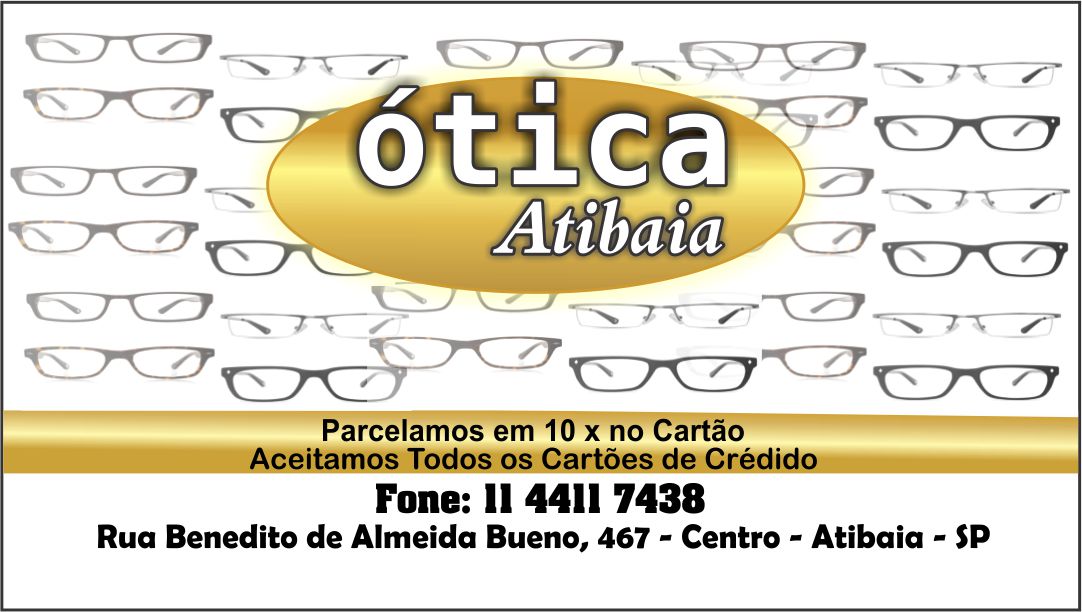 ótica
Atibaia
Parcelamos em 10 x no Cartão
Aceitamos Todos os Cartões de Crédido
Fone: 11 4411 7438
Rua Benedito de Almeida Bueno, 467 - Centro - Atibaia - SP